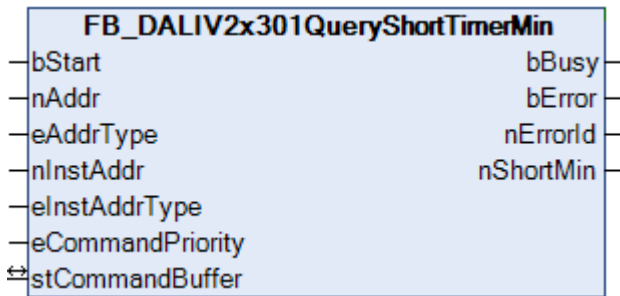 FB_DALIV2x301QueryShortTimerMin
bStart bBusy
nAddr bError
eAddrType nErrorId
nInstAddr nShortMin
eInstAddrType
eCommandPriority
stCommandBuffer